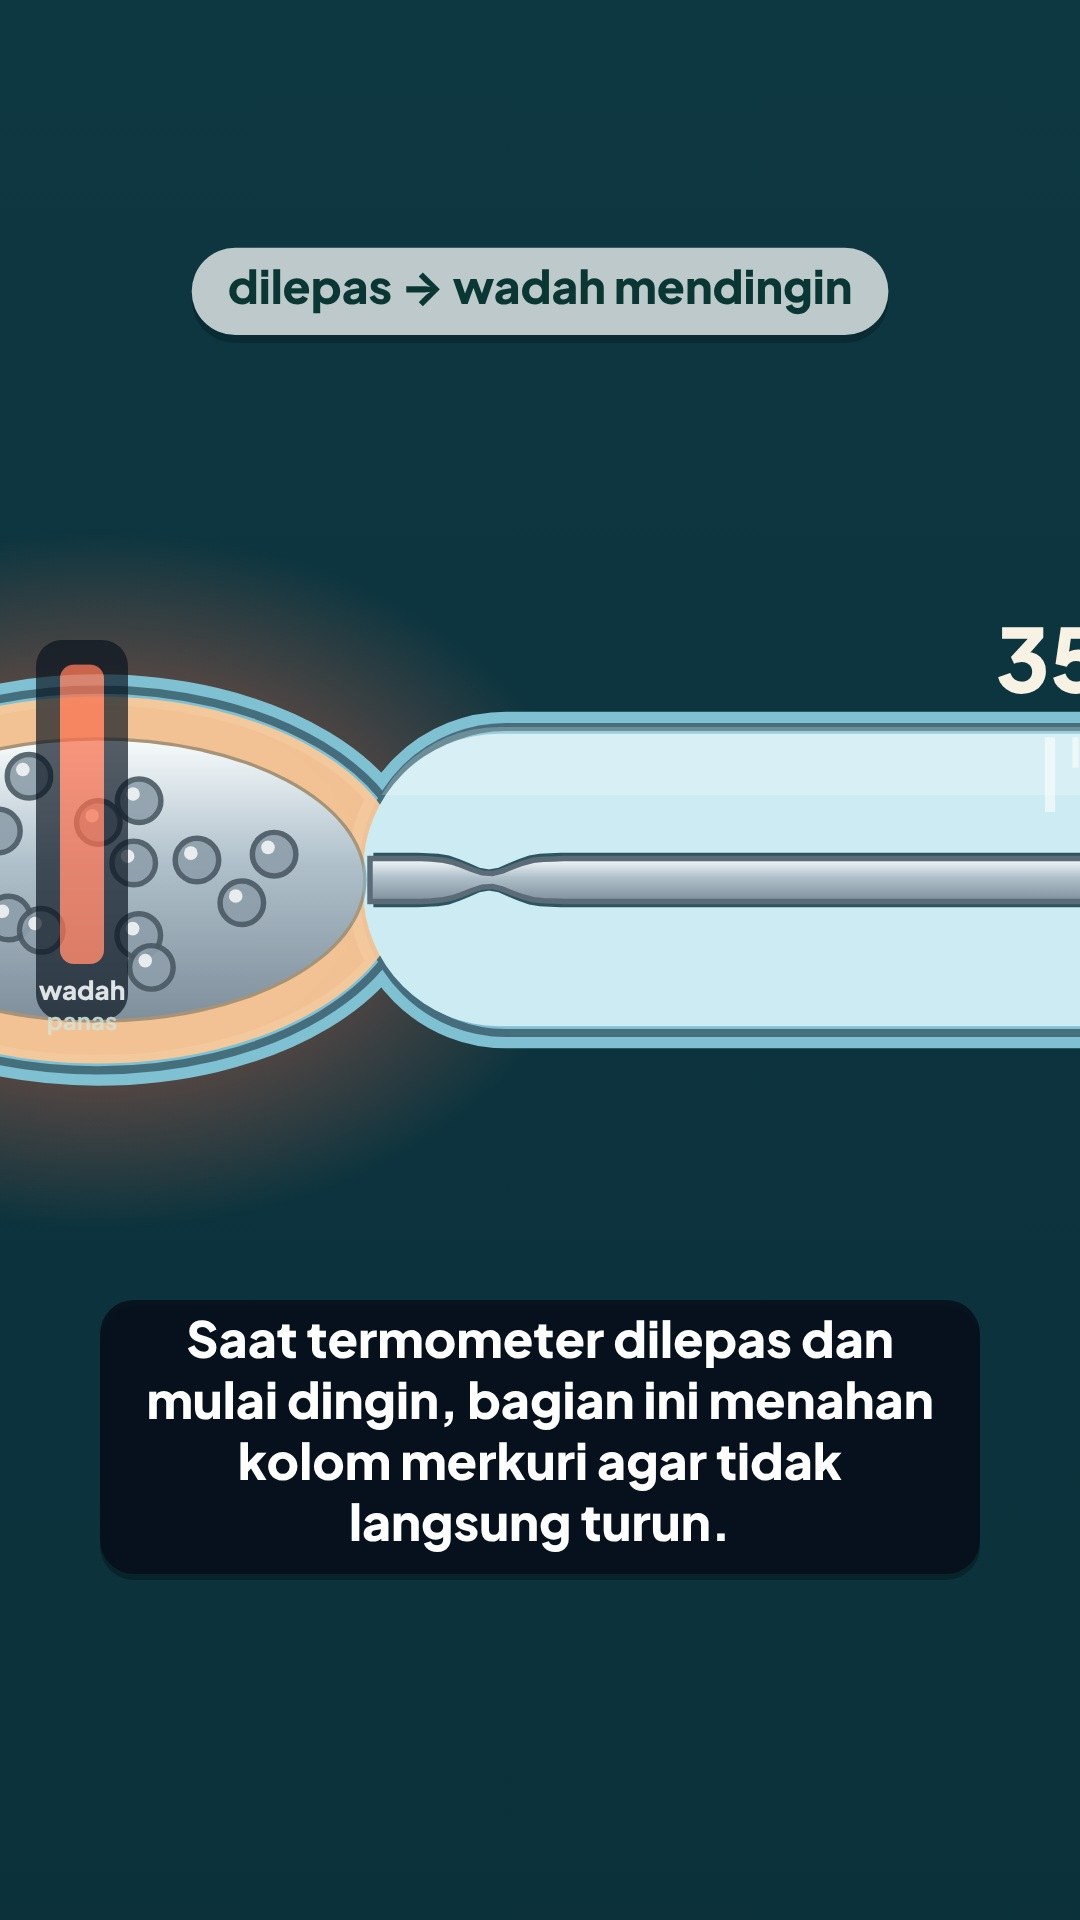 dilepas → wadah mendingin
35
wadah
panas
Saat termometer dilepas dan
mulai dingin, bagian ini menahan
kolom merkuri agar tidak
langsung turun.